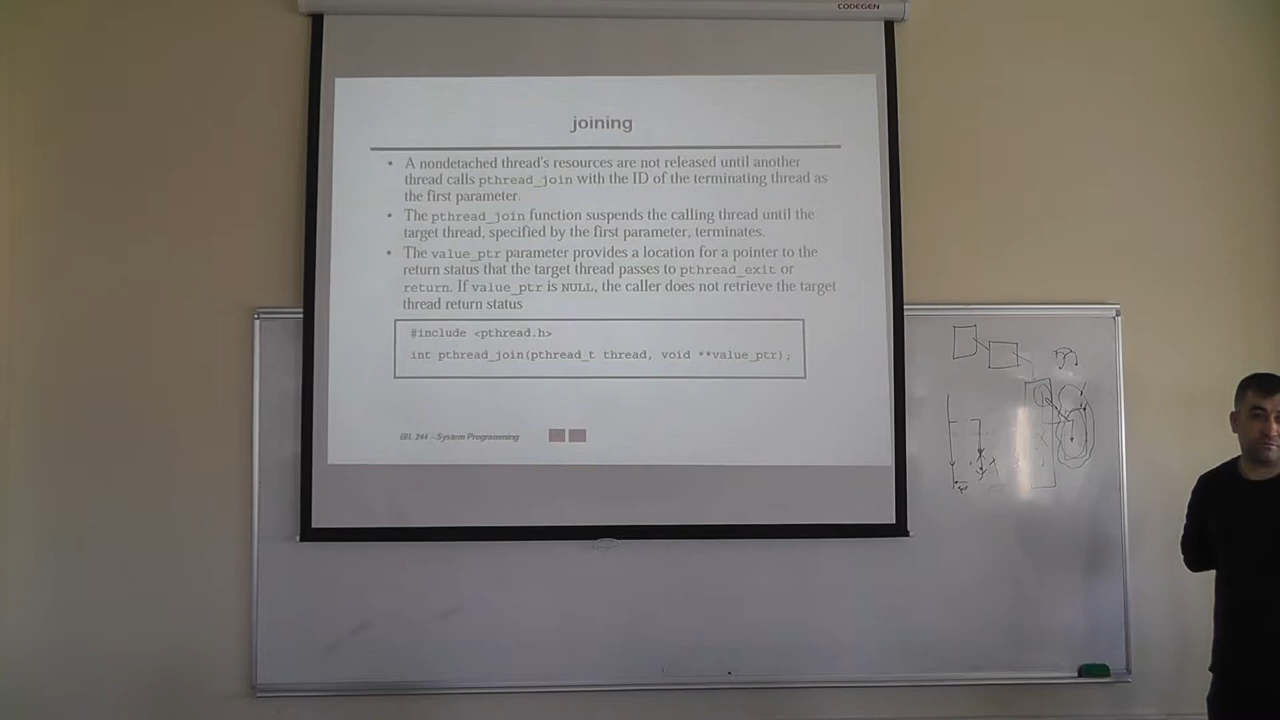 CODEGEN
joining
• A nondetached thread's resources are not released until another
thread calls pthread_join with the ID of the terminating thread as
the first parameter.
• The pthread_join function suspends the calling thread until the
target thread, specified by the first parameter, terminates.
• The value_ptr parameter provides a location for a pointer to the
return status that the target thread passes to pthread_exit or
return. If value_ptr is NULL, the caller does not retrieve the target
thread return status
#include <pthread.h>
int pthread_join(pthread_t thread, void **value_ptr);
BIL 244 – System Programming